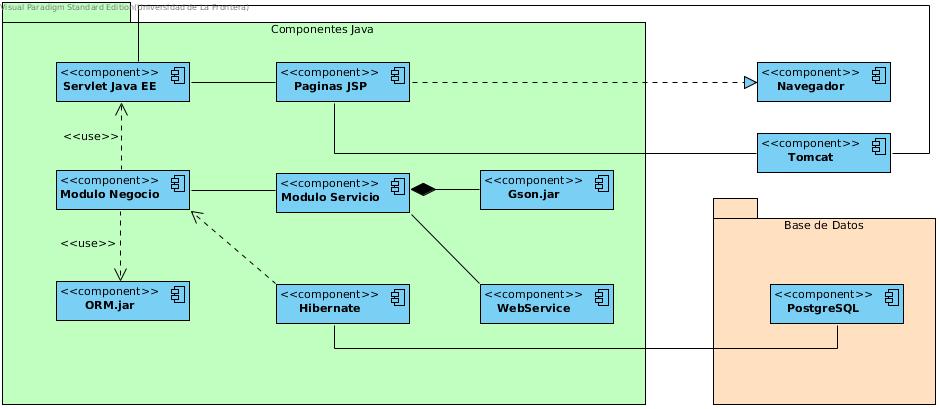 Visual Paradigm Standard Edition(Universidad de La Frontera)
Componentes Java
<<component>>
Servlet Java EE
<<component>>
Paginas JSP
<<component>>
Navegador
<<use>>
<<component>>
Tomcat
<<component>>
Modulo Negocio
<<component>>
Modulo Servicio
<<component>>
Gson.jar
Base de Datos
<<use>>
<<component>>
ORM.jar
<<component>>
Hibernate
<<component>>
WebService
<<component>>
PostgreSQL